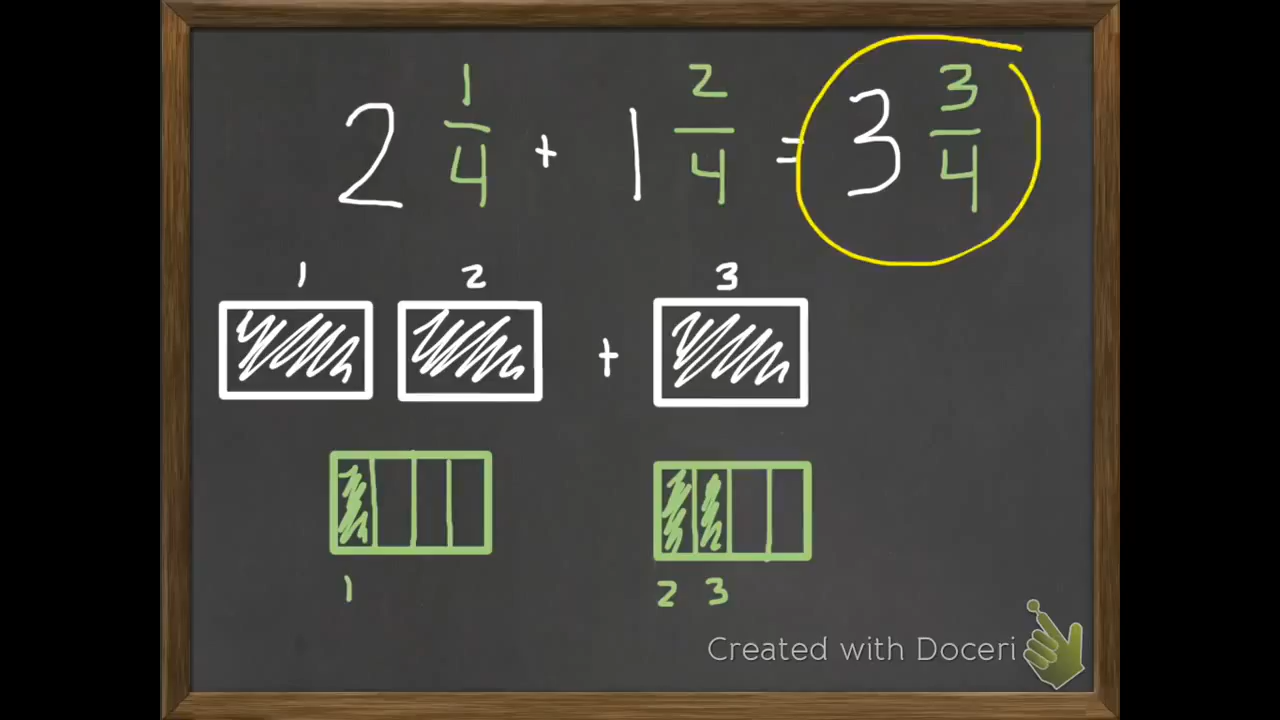 2 1/4 + 1 2/4 = 3 3/4
1 2 3
+
1 2 3
Created with Doceri